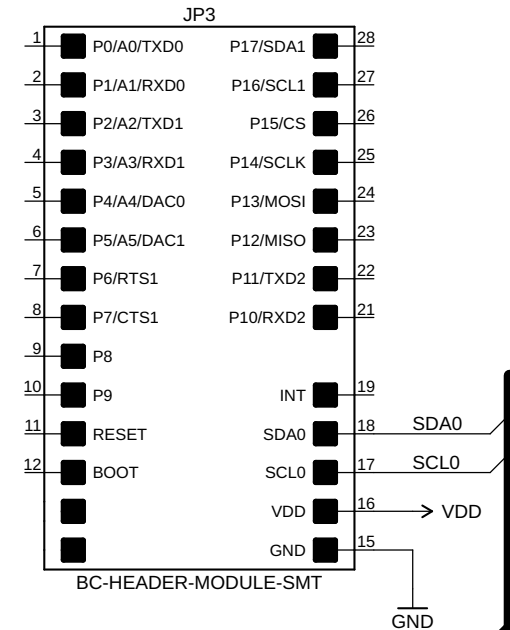 JP3
1 P0/A0/TXD0 P17/SDA1 28
2 P1/A1/RXD0 P16/SCL1 27
3 P2/A2/TXD1 P15/CS 26
4 P3/A3/RXD1 P14/SCLK 25
5 P4/A4/DAC0 P13/MOSI 24
6 P5/A5/DAC1 P12/MISO 23
7 P6/RTS1 P11/TXD2 22
8 P7/CTS1 P10/RXD2 21
9 P8
10 P9 INT 19
11 RESET SDA0 18 SDA0
12 BOOT SCL0 17 SCL0
VDD 16 VDD
GND 15
BC-HEADER-MODULE-SMT
GND